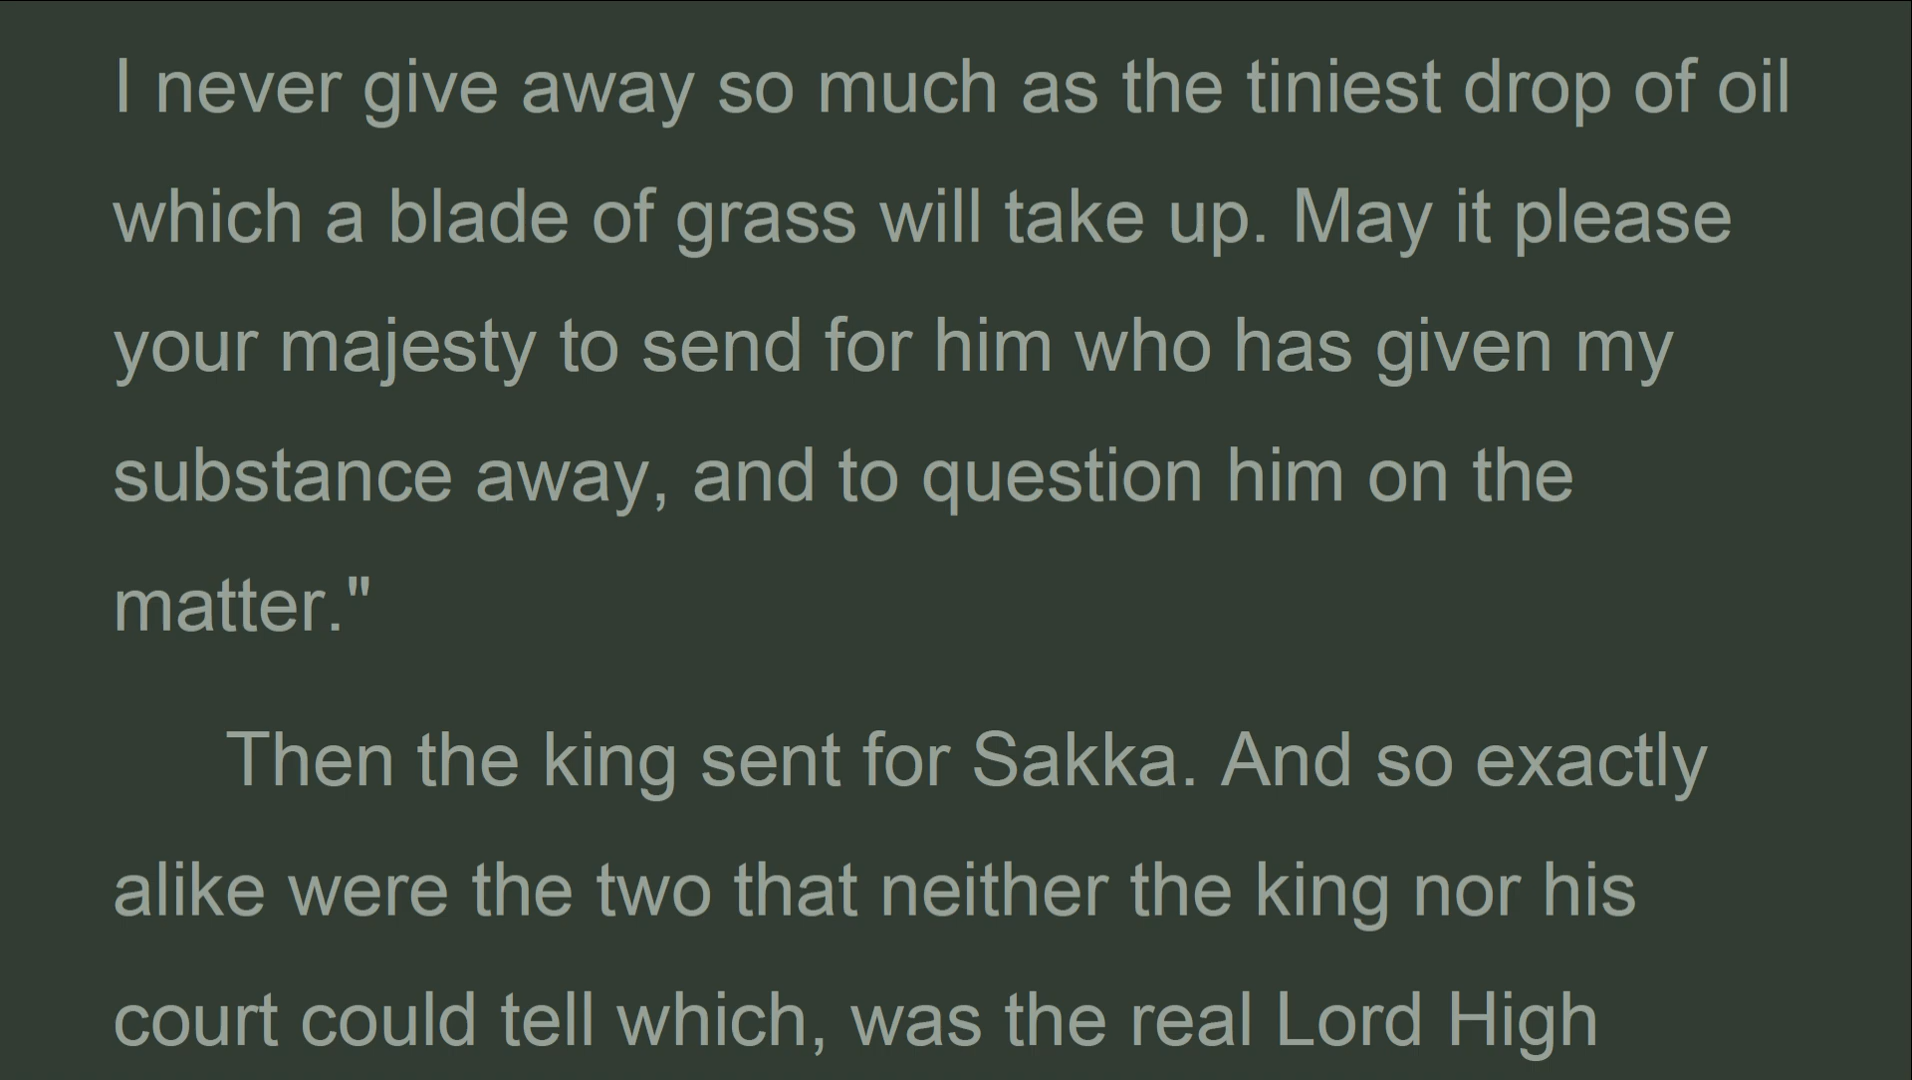 I never give away so much as the tiniest drop of oil
which a blade of grass will take up. May it please
your majesty to send for him who has given my
substance away, and to question him on the
matter."
Then the king sent for Sakka. And so exactly
alike were the two that neither the king nor his
court could tell which, was the real Lord High